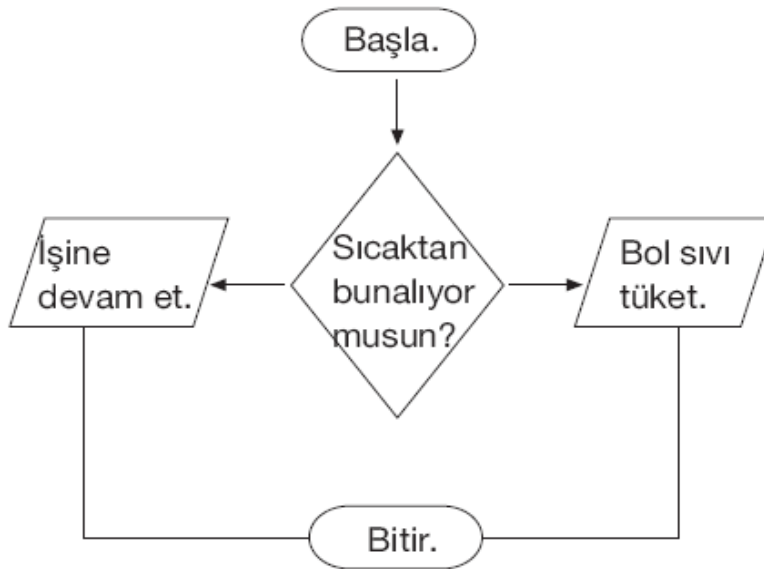 Başla.
İşine
devam et.
Sıcaktan
bunalıyor
musun?
Bol sıvı
tüket.
Bitir.